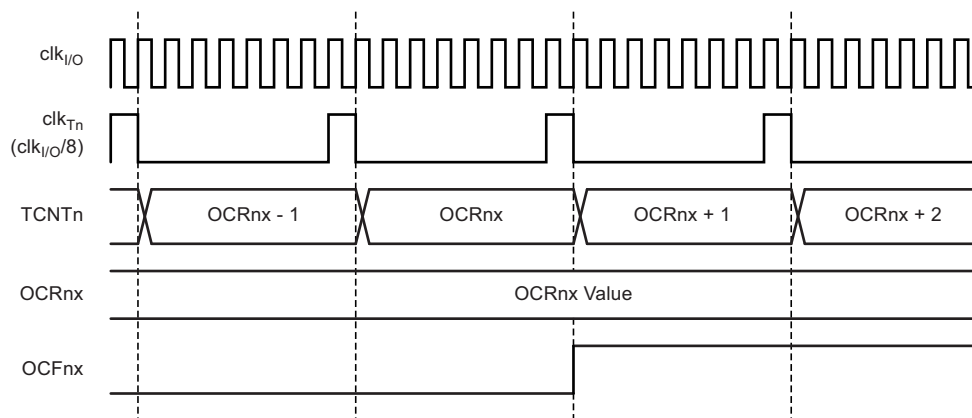 clkI/O
clkTn
(clkI/O/8)
TCNTn OCRnx - 1 OCRnx OCRnx + 1 OCRnx + 2
OCRnx OCRnx Value
OCFnx